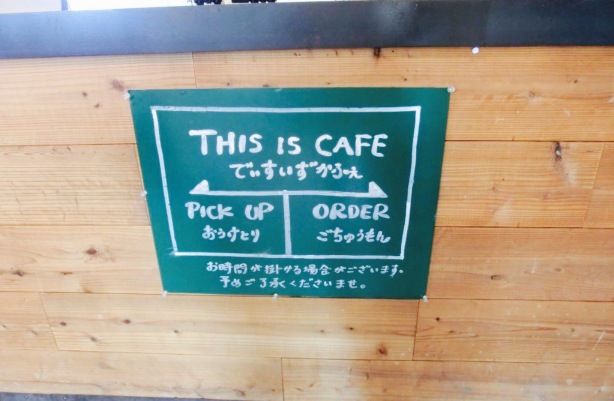 THIS IS CAFE
でぃすいずかふぇ
PICK UP ORDER
おうけとり ごちゅうもん
お時間が掛かる場合がございます。
予めご了承くださいませ。